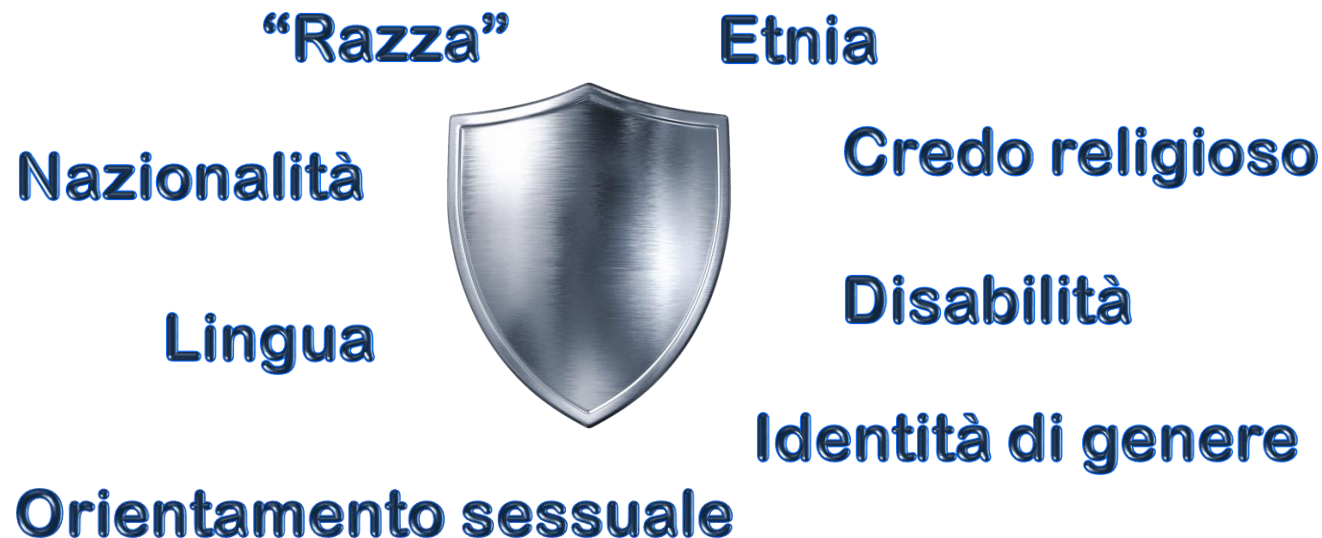 “Razza”
Etnia
Nazionalità
Credo religioso
Lingua
Disabilità
Identità di genere
Orientamento sessuale